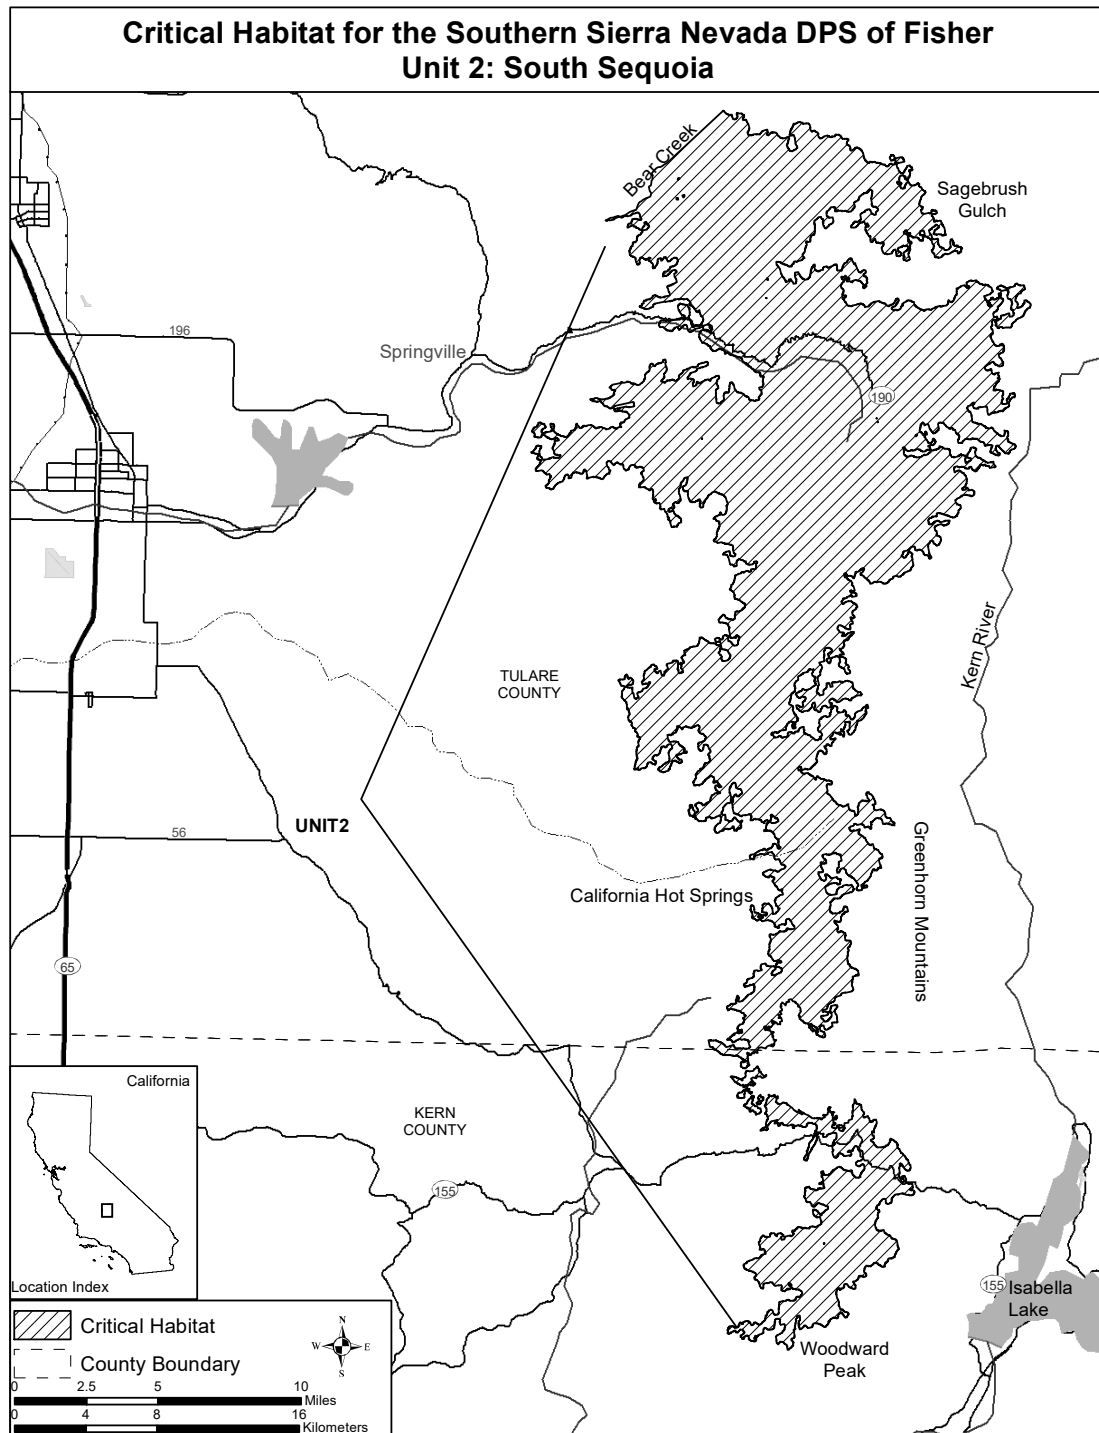 Critical Habitat for the Southern Sierra Nevada DPS of Fisher
Unit 2: South Sequoia
Bear Creek
Sagebrush
Gulch
196
Springville
190
Kern River
TULARE
COUNTY
UNIT2
56
Greenhorn Mountains
California Hot Springs
65
California
Location Index
KERN
COUNTY
155
155
Isabella
Lake
Woodward
Peak
Critical Habitat
County Boundary
N
W
E
S
0 2.5 5 10
Miles
0 4 8 16
Kilometers